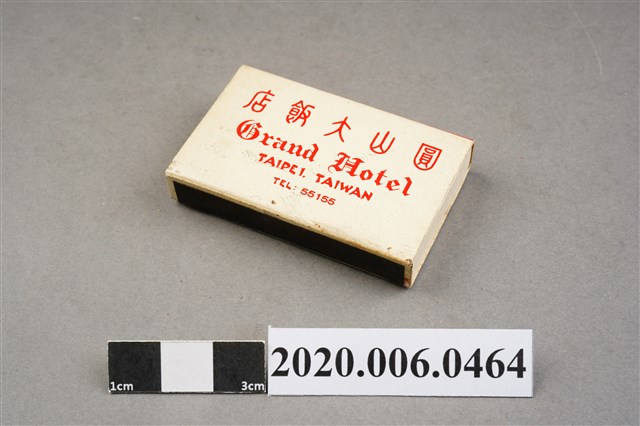 店飯大山圓
Grand Hotel
TAIPEI, TAIWAN
TEL: 55155
1cm 3cm
2020.006.0464